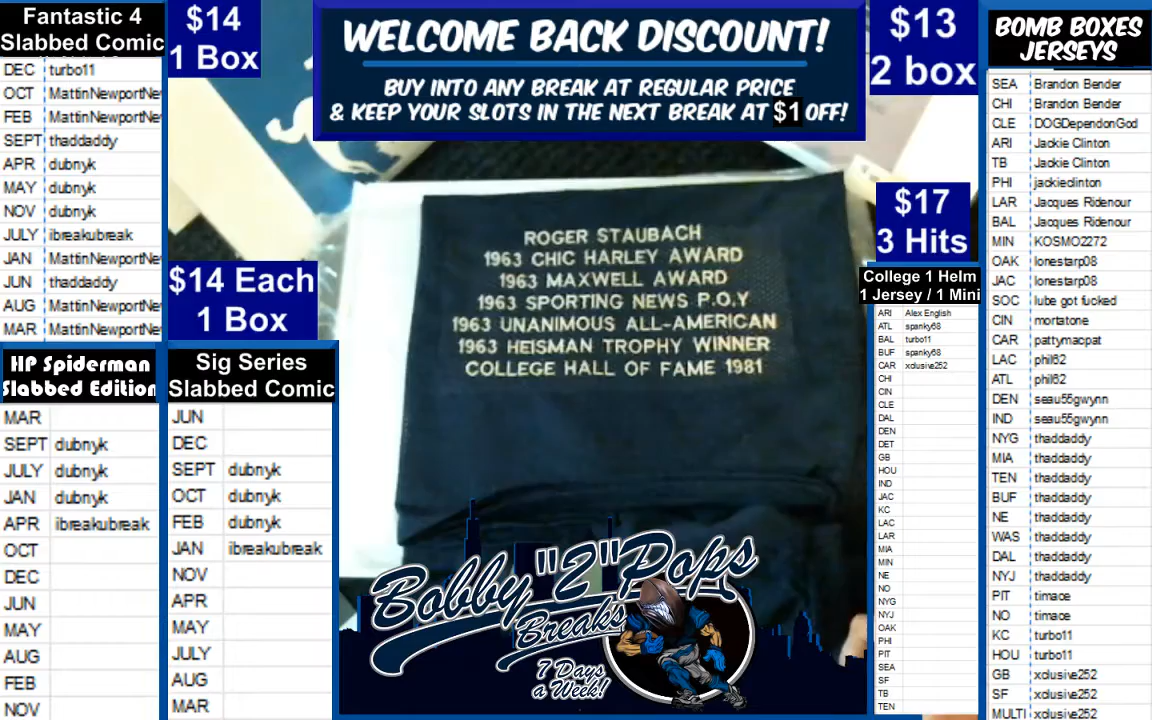 Fantastic 4
Slabbed Comic
DEC turbo11
OCT MattinNewportNe
FEB MattinNewportNe
SEPT thaddaddy
APR dubnyk
MAY dubnyk
NOV dubnyk
JULY ibreakubreak
JAN MattinNewportNe
JUN thaddaddy
AUG MattinNewportNe
MAR MattinNewportNe
HP Spiderman
Slabbed Edition
MAR
SEPT dubnyk
JULY dubnyk
JAN dubnyk
APR ibreakubreak
OCT
DEC
JUN
MAY
AUG
FEB
NOV
$14
1 Box
$14 Each
1 Box
Sig Series
Slabbed Comic
JUN
DEC
SEPT dubnyk
OCT dubnyk
FEB dubnyk
JAN ibreakubreak
NOV
APR
MAY
JULY
AUG
MAR
WELCOME BACK DISCOUNT!
BUY INTO ANY BREAK AT REGULAR PRICE
& KEEP YOUR SLOTS IN THE NEXT BREAK AT $1 OFF!
ROGER STAUBACH
1963 CHIC HARLEY AWARD
1963 MAXWELL AWARD
1963 SPORTING NEWS P.O.Y
1963 UNANIMOUS ALL-AMERICAN
1963 HEISMAN TROPHY WINNER
COLLEGE HALL OF FAME 1981
Bobby "2" Pops
Breaks
7 Days
a Week!
$13
2 box
$17
3 Hits
College 1 Helm
1 Jersey / 1 Mini
ARI Alex English
ATL spanky68
BAL turbo11
BUF spanky68
CAR xclusive252
CHI
CIN
CLE
DAL
DEN
DET
GB
HOU
IND
JAC
KC
LAC
LAR
MIA
MIN
NE
NO
NYG
NYJ
OAK
PHI
PIT
SEA
SF
TB
TEN
BOMB BOXES
JERSEYS
SEA Brandon Bender
CHI Brandon Bender
CLE DOGDependonGod
ARI Jackie Clinton
TB Jackie Clinton
PHI jackieclinton
LAR Jacques Ridenour
BAL Jacques Ridenour
MIN KOSMO2272
OAK lonestarp08
JAC lonestarp08
SOC lube got fucked
CIN mortatone
CAR pattymacpat
LAC phil62
ATL phil62
DEN seau55gwynn
IND seau55gwynn
NYG thaddaddy
MIA thaddaddy
TEN thaddaddy
BUF thaddaddy
NE thaddaddy
WAS thaddaddy
DAL thaddaddy
NYJ thaddaddy
PIT timace
NO timace
KC turbo11
HOU turbo11
GB xclusive252
SF xclusive252
MULTI xclusive252